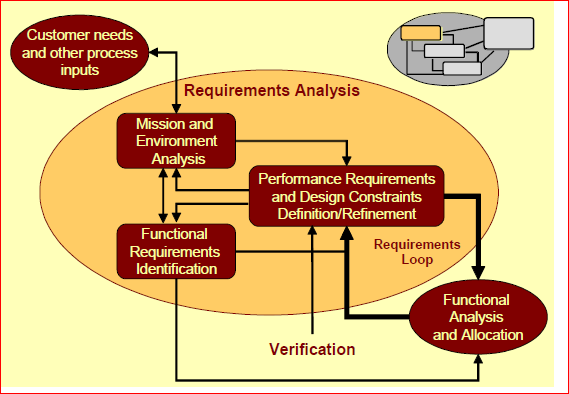 Customer needs
and other process
inputs
Requirements Analysis
Mission and
Environment
Analysis
Performance Requirements
and Design Constraints
Definition/Refinement
Functional
Requirements
Identification
Requirements
Loop
Functional
Analysis
and Allocation
Verification